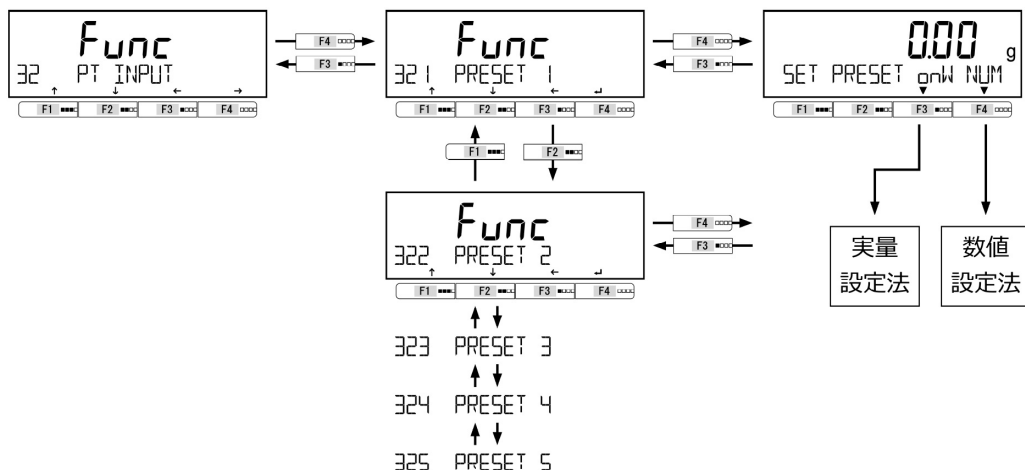 Func
32 PT INPUT
↑ ↓ ← →
F1 F2 F3 F4
F4
F3
Func
321 PRESET 1
↑ ↓ ← ↵
F1 F2 F3 F4
F4
F3
0.00 g
SET PRESET onW NUM
F1 F2 F3 F4
F1
F2
Func
322 PRESET 2
↑ ↓ ← ↵
F1 F2 F3 F4
F4
F3
実量
設定法
数値
設定法
323 PRESET 3
324 PRESET 4
325 PRESET 5